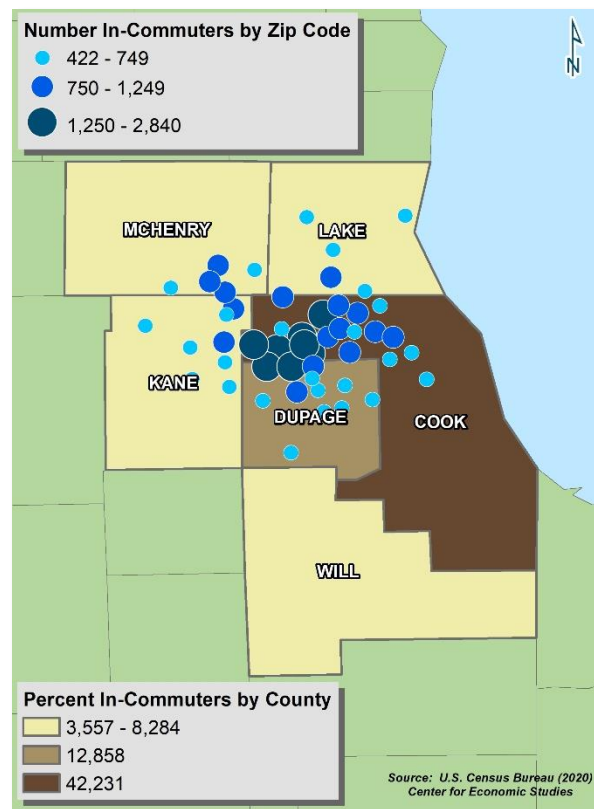 Number In-Commuters by Zip Code
422 - 749
750 - 1,249
1,250 - 2,840
N
MCHENRY
LAKE
KANE
DUPAGE
COOK
WILL
Percent In-Commuters by County
3,557 - 8,284
12,858
42,231
Source: U.S. Census Bureau (2020)
Center for Economic Studies